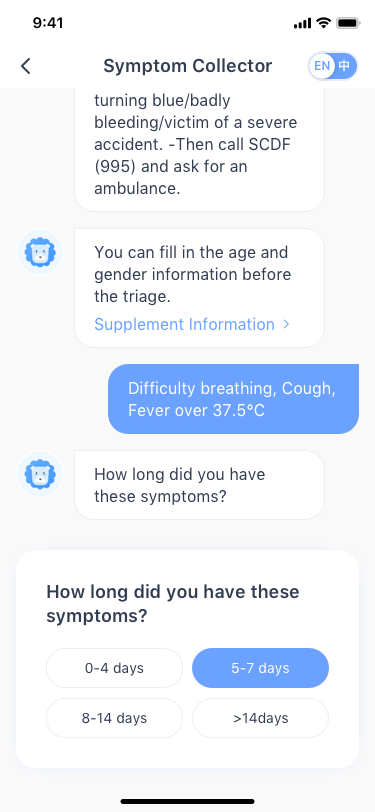 9:41
Symptom Collector
EN 中
turning blue/badly
bleeding/victim of a severe
accident. -Then call SCDF
(995) and ask for an
ambulance.
You can fill in the age and
gender information before
the triage.
Supplement Information >
Difficulty breathing, Cough,
Fever over 37.5°C
How long did you have
these symptoms?
How long did you have these
symptoms?
0-4 days
5-7 days
8-14 days
>14days